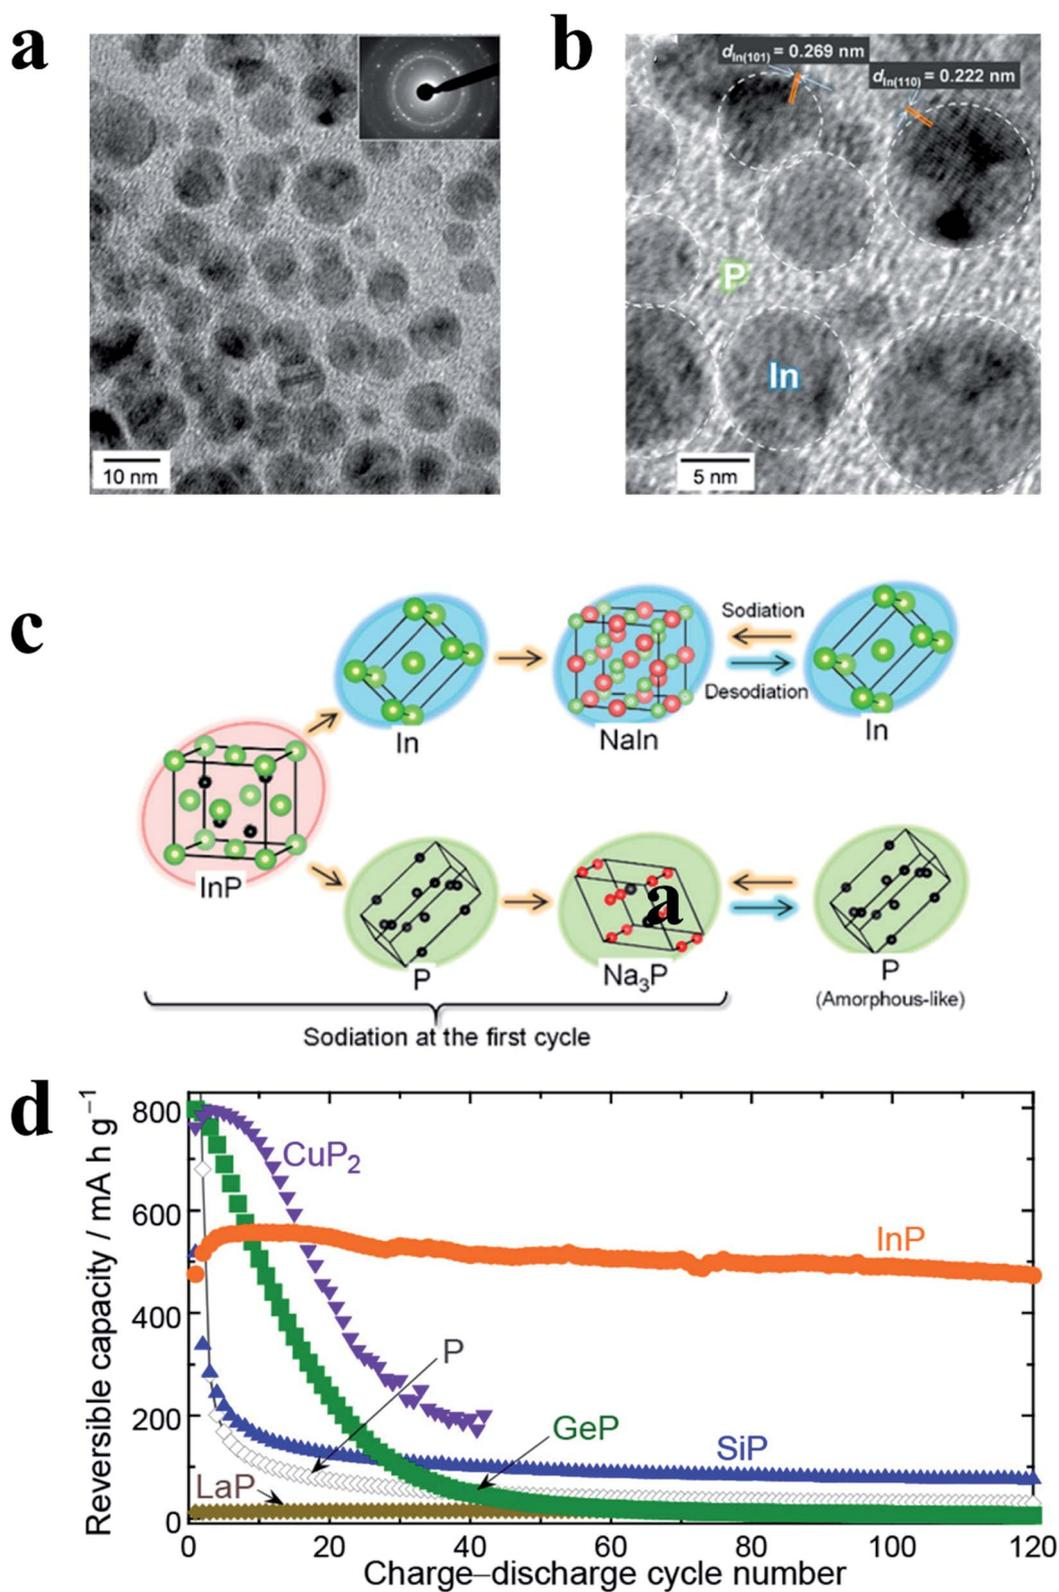 a
b
d_In(101) = 0.269 nm
d_In(110) = 0.222 nm
P
In
10 nm
5 nm
c
Sodiation
Desodiation
In
NaIn
In
InP
a
P
Na₃P
P
(Amorphous-like)
Sodiation at the first cycle
d
Reversible capacity / mA h g⁻¹
800
600
400
200
0
CuP₂
InP
P
GeP
SiP
LaP
0
20
40
60
80
100
120
Charge–discharge cycle number